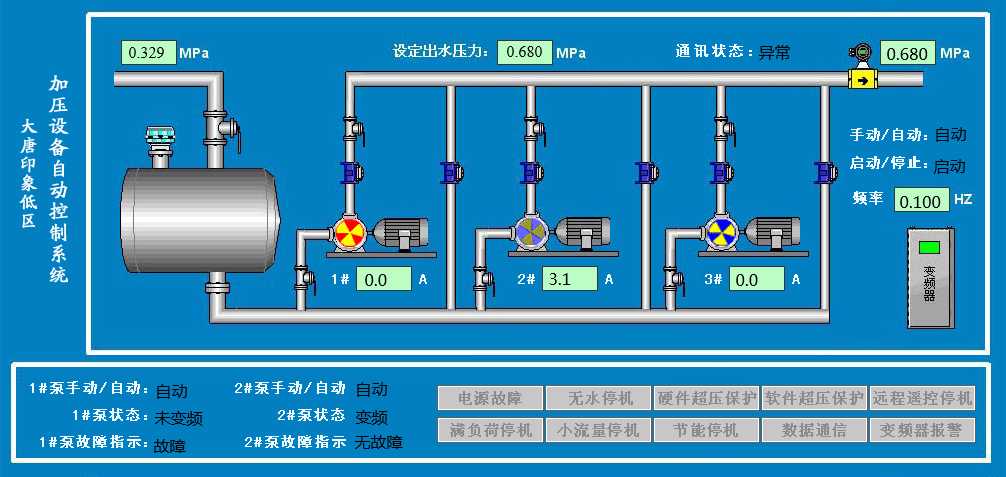 加压设备自动控制系统
大唐印象低区
0.329 MPa
设定出水压力: 0.680 MPa
通讯状态: 异常
0.680 MPa
手动/自动: 自动
启动/停止: 启动
频率 0.100 HZ
变频器
1# 0.0 A
2# 3.1 A
3# 0.0 A
1#泵手动/自动: 自动
2#泵手动/自动 自动
1#泵状态: 未变频
2#泵状态 变频
1#泵故障指示: 故障
2#泵故障指示 无故障
电源故障 无水停机 硬件超压保护 软件超压保护 远程遥控停机
满负荷停机 小流量停机 节能停机 数据通信 变频器报警